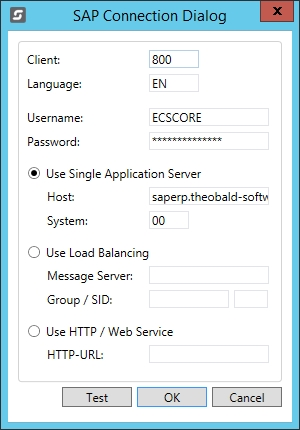 SAP Connection Dialog
Client: 800
Language: EN
Username: ECSCORE
Password: **************
Use Single Application Server
Host: saperp.theobald-softw
System: 00
Use Load Balancing
Message Server:
Group / SID:
Use HTTP / Web Service
HTTP-URL:
Test OK Cancel